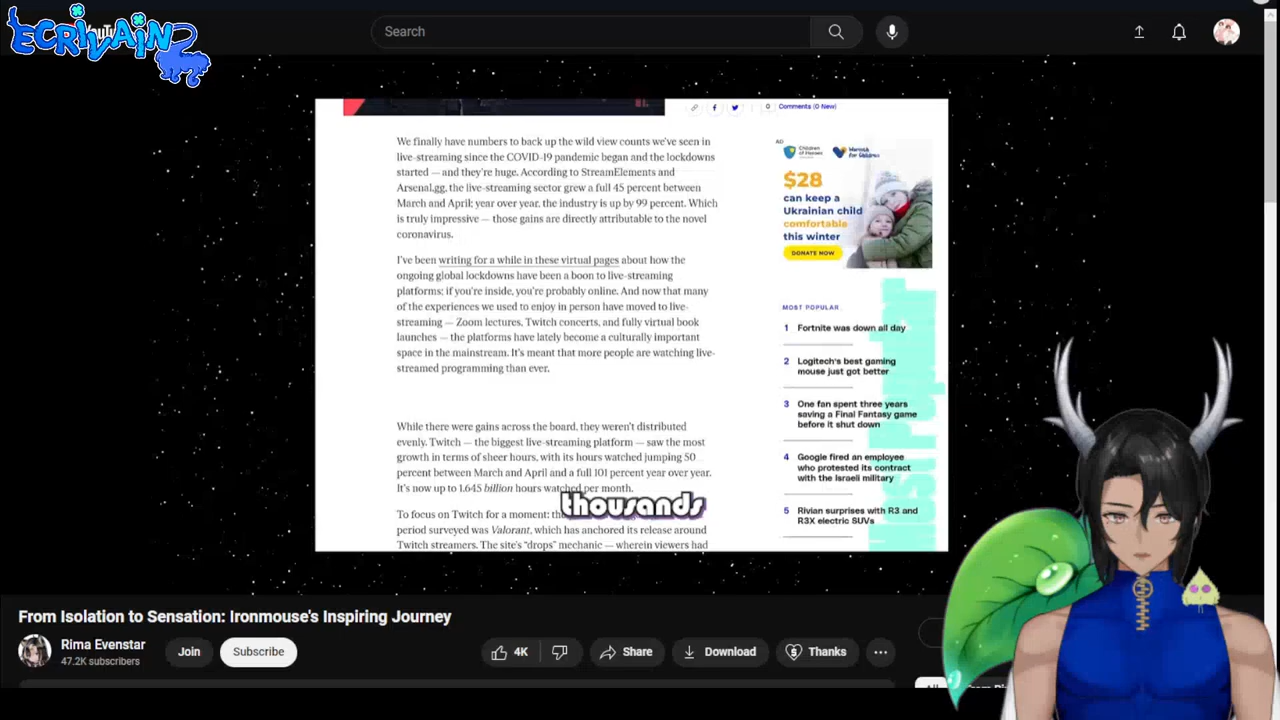 ECRIVAIN
Search
0 Comments (0 New)
We finally have numbers to back up the wild view counts we've seen in
live-streaming since the COVID-19 pandemic began and the lockdowns
started — and they're huge. According to StreamElements and
Arsenal.gg, the live-streaming sector grew a full 45 percent between
March and April; year over year, the industry is up by 99 percent. Which
is truly impressive — those gains are directly attributable to the novel
coronavirus.
I've been writing for a while in these virtual pages about how the
ongoing global lockdowns have been a boon to live-streaming
platforms: if you're inside, you're probably online. And now that many
of the experiences we used to enjoy in person have moved to live-
streaming — Zoom lectures, Twitch concerts, and fully virtual book
launches — the platforms have lately become a culturally important
space in the mainstream. It's meant that more people are watching live-
streamed programming than ever.
While there were gains across the board, they weren't distributed
evenly. Twitch — the biggest live-streaming platform — saw the most
growth in terms of sheer hours, with its hours watched jumping 50
percent between March and April and a full 101 percent year over year.
It's now up to 1.645 billion hours watched per month.
thousands
To focus on Twitch for a moment: th
period surveyed was Valorant, which has anchored its release around
Twitch streamers. The site's "drops" mechanic — wherein viewers had
AD
$28
can keep a
Ukrainian child
comfortable
this winter
DONATE NOW
MOST POPULAR
1 Fortnite was down all day
2 Logitech's best gaming
mouse just got better
3 One fan spent three years
saving a Final Fantasy game
before it shut down
4 Google fired an employee
who protested its contract
with the Israeli military
5 Rivian surprises with R3 and
R3X electric SUVs
Most Popular
From Isolation to Sensation: Ironmouse's Inspiring Journey
Rima Evenstar
47.2K subscribers
Join
Subscribe
4K
Share
Download
Thanks